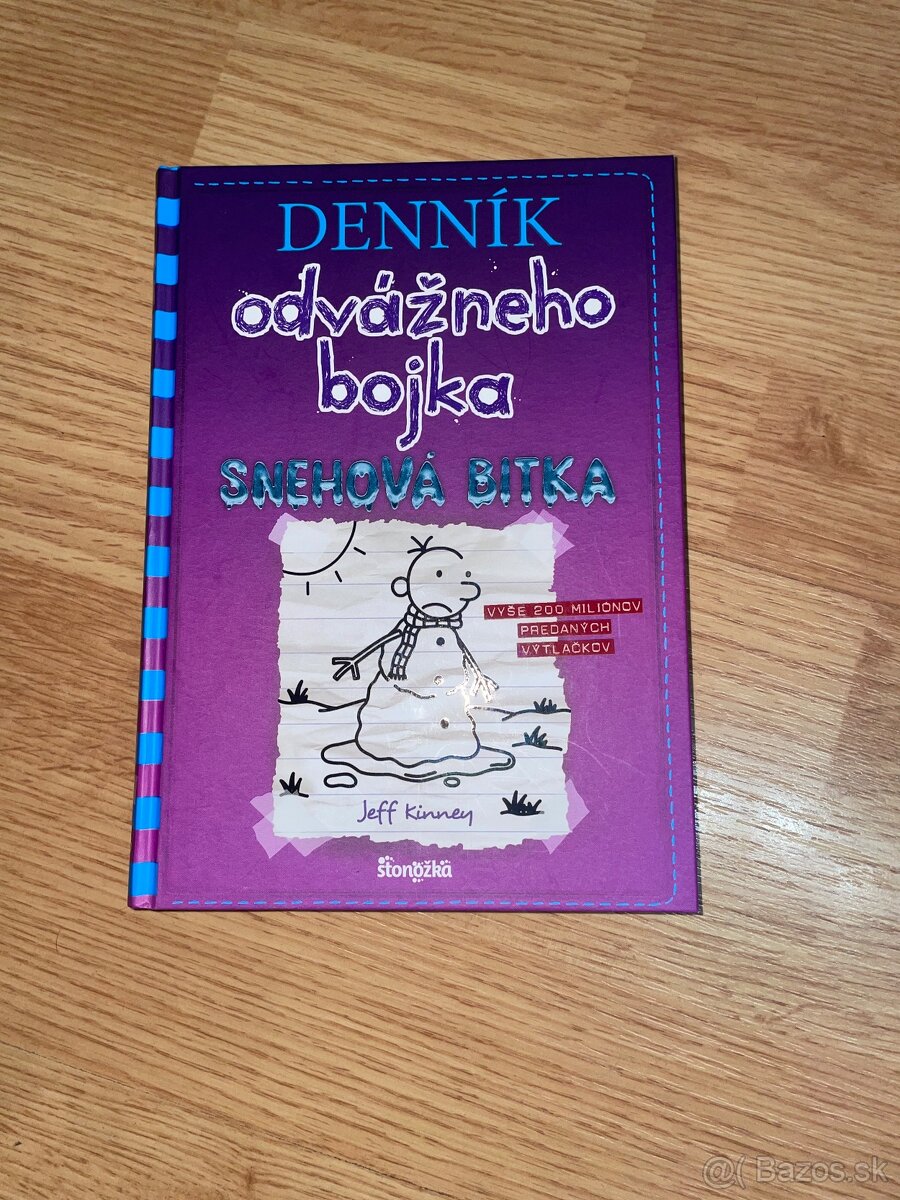 DENNÍK
odvážneho
bojka
SNEHOVÁ BITKA
VYŠE 200 MILIÓNOV
PREDANÝCH
VÝTLAČKOV
Jeff Kinney
stonožka
@( Bazos.sk